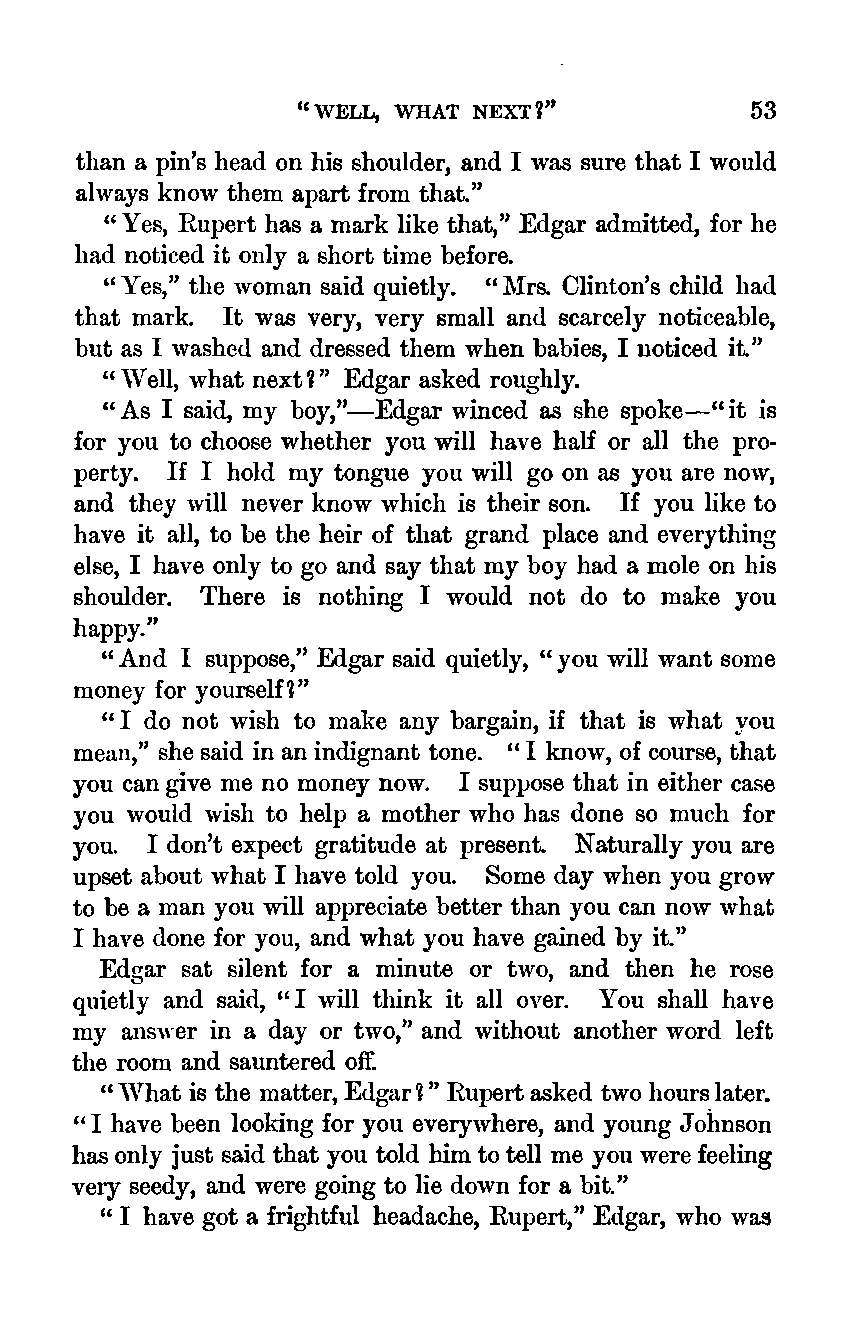 "WELL, WHAT NEXT?" 53
than a pin's head on his shoulder, and I was sure that I would
always know them apart from that."
"Yes, Rupert has a mark like that," Edgar admitted, for he
had noticed it only a short time before.
"Yes," the woman said quietly. "Mrs. Clinton's child had
that mark. It was very, very small and scarcely noticeable,
but as I washed and dressed them when babies, I noticed it."
"Well, what next?" Edgar asked roughly.
"As I said, my boy,"—Edgar winced as she spoke—"it is
for you to choose whether you will have half or all the pro-
perty. If I hold my tongue you will go on as you are now,
and they will never know which is their son. If you like to
have it all, to be the heir of that grand place and everything
else, I have only to go and say that my boy had a mole on his
shoulder. There is nothing I would not do to make you
happy."
"And I suppose," Edgar said quietly, "you will want some
money for yourself?"
"I do not wish to make any bargain, if that is what you
mean," she said in an indignant tone. "I know, of course, that
you can give me no money now. I suppose that in either case
you would wish to help a mother who has done so much for
you. I don't expect gratitude at present. Naturally you are
upset about what I have told you. Some day when you grow
to be a man you will appreciate better than you can now what
I have done for you, and what you have gained by it."
Edgar sat silent for a minute or two, and then he rose
quietly and said, "I will think it all over. You shall have
my answer in a day or two," and without another word left
the room and sauntered off.
"What is the matter, Edgar?" Rupert asked two hours later.
"I have been looking for you everywhere, and young Johnson
has only just said that you told him to tell me you were feeling
very seedy, and were going to lie down for a bit."
"I have got a frightful headache, Rupert," Edgar, who was